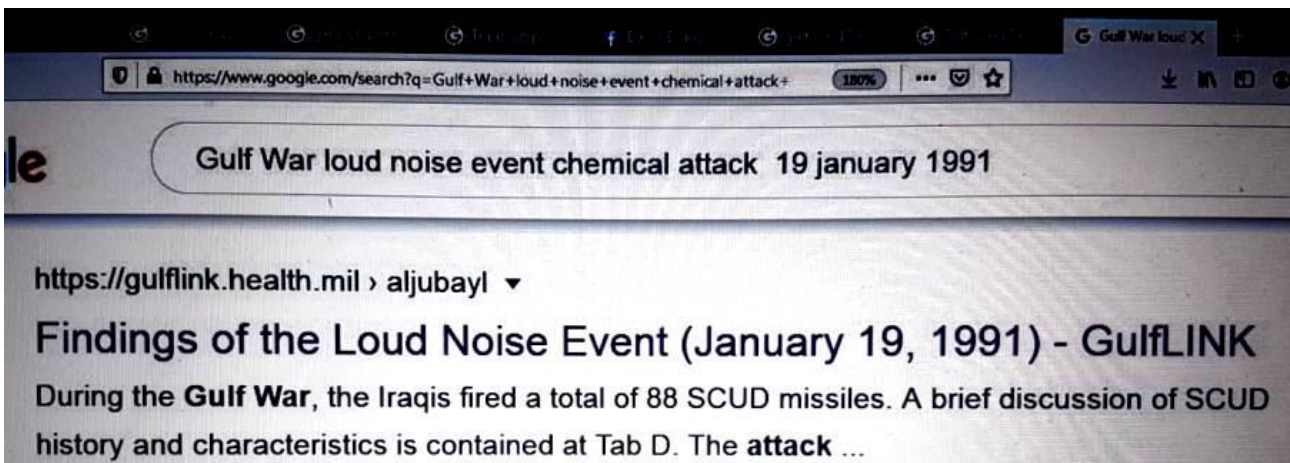 Gulf War loud
https://www.google.com/search?q=Gulf+War+loud+noise+event+chemical+attack+ 180%
le Gulf War loud noise event chemical attack 19 january 1991
https://gulflink.health.mil › aljubayl
Findings of the Loud Noise Event (January 19, 1991) - GulfLINK
During the Gulf War, the Iraqis fired a total of 88 SCUD missiles. A brief discussion of SCUD
history and characteristics is contained at Tab D. The attack ...